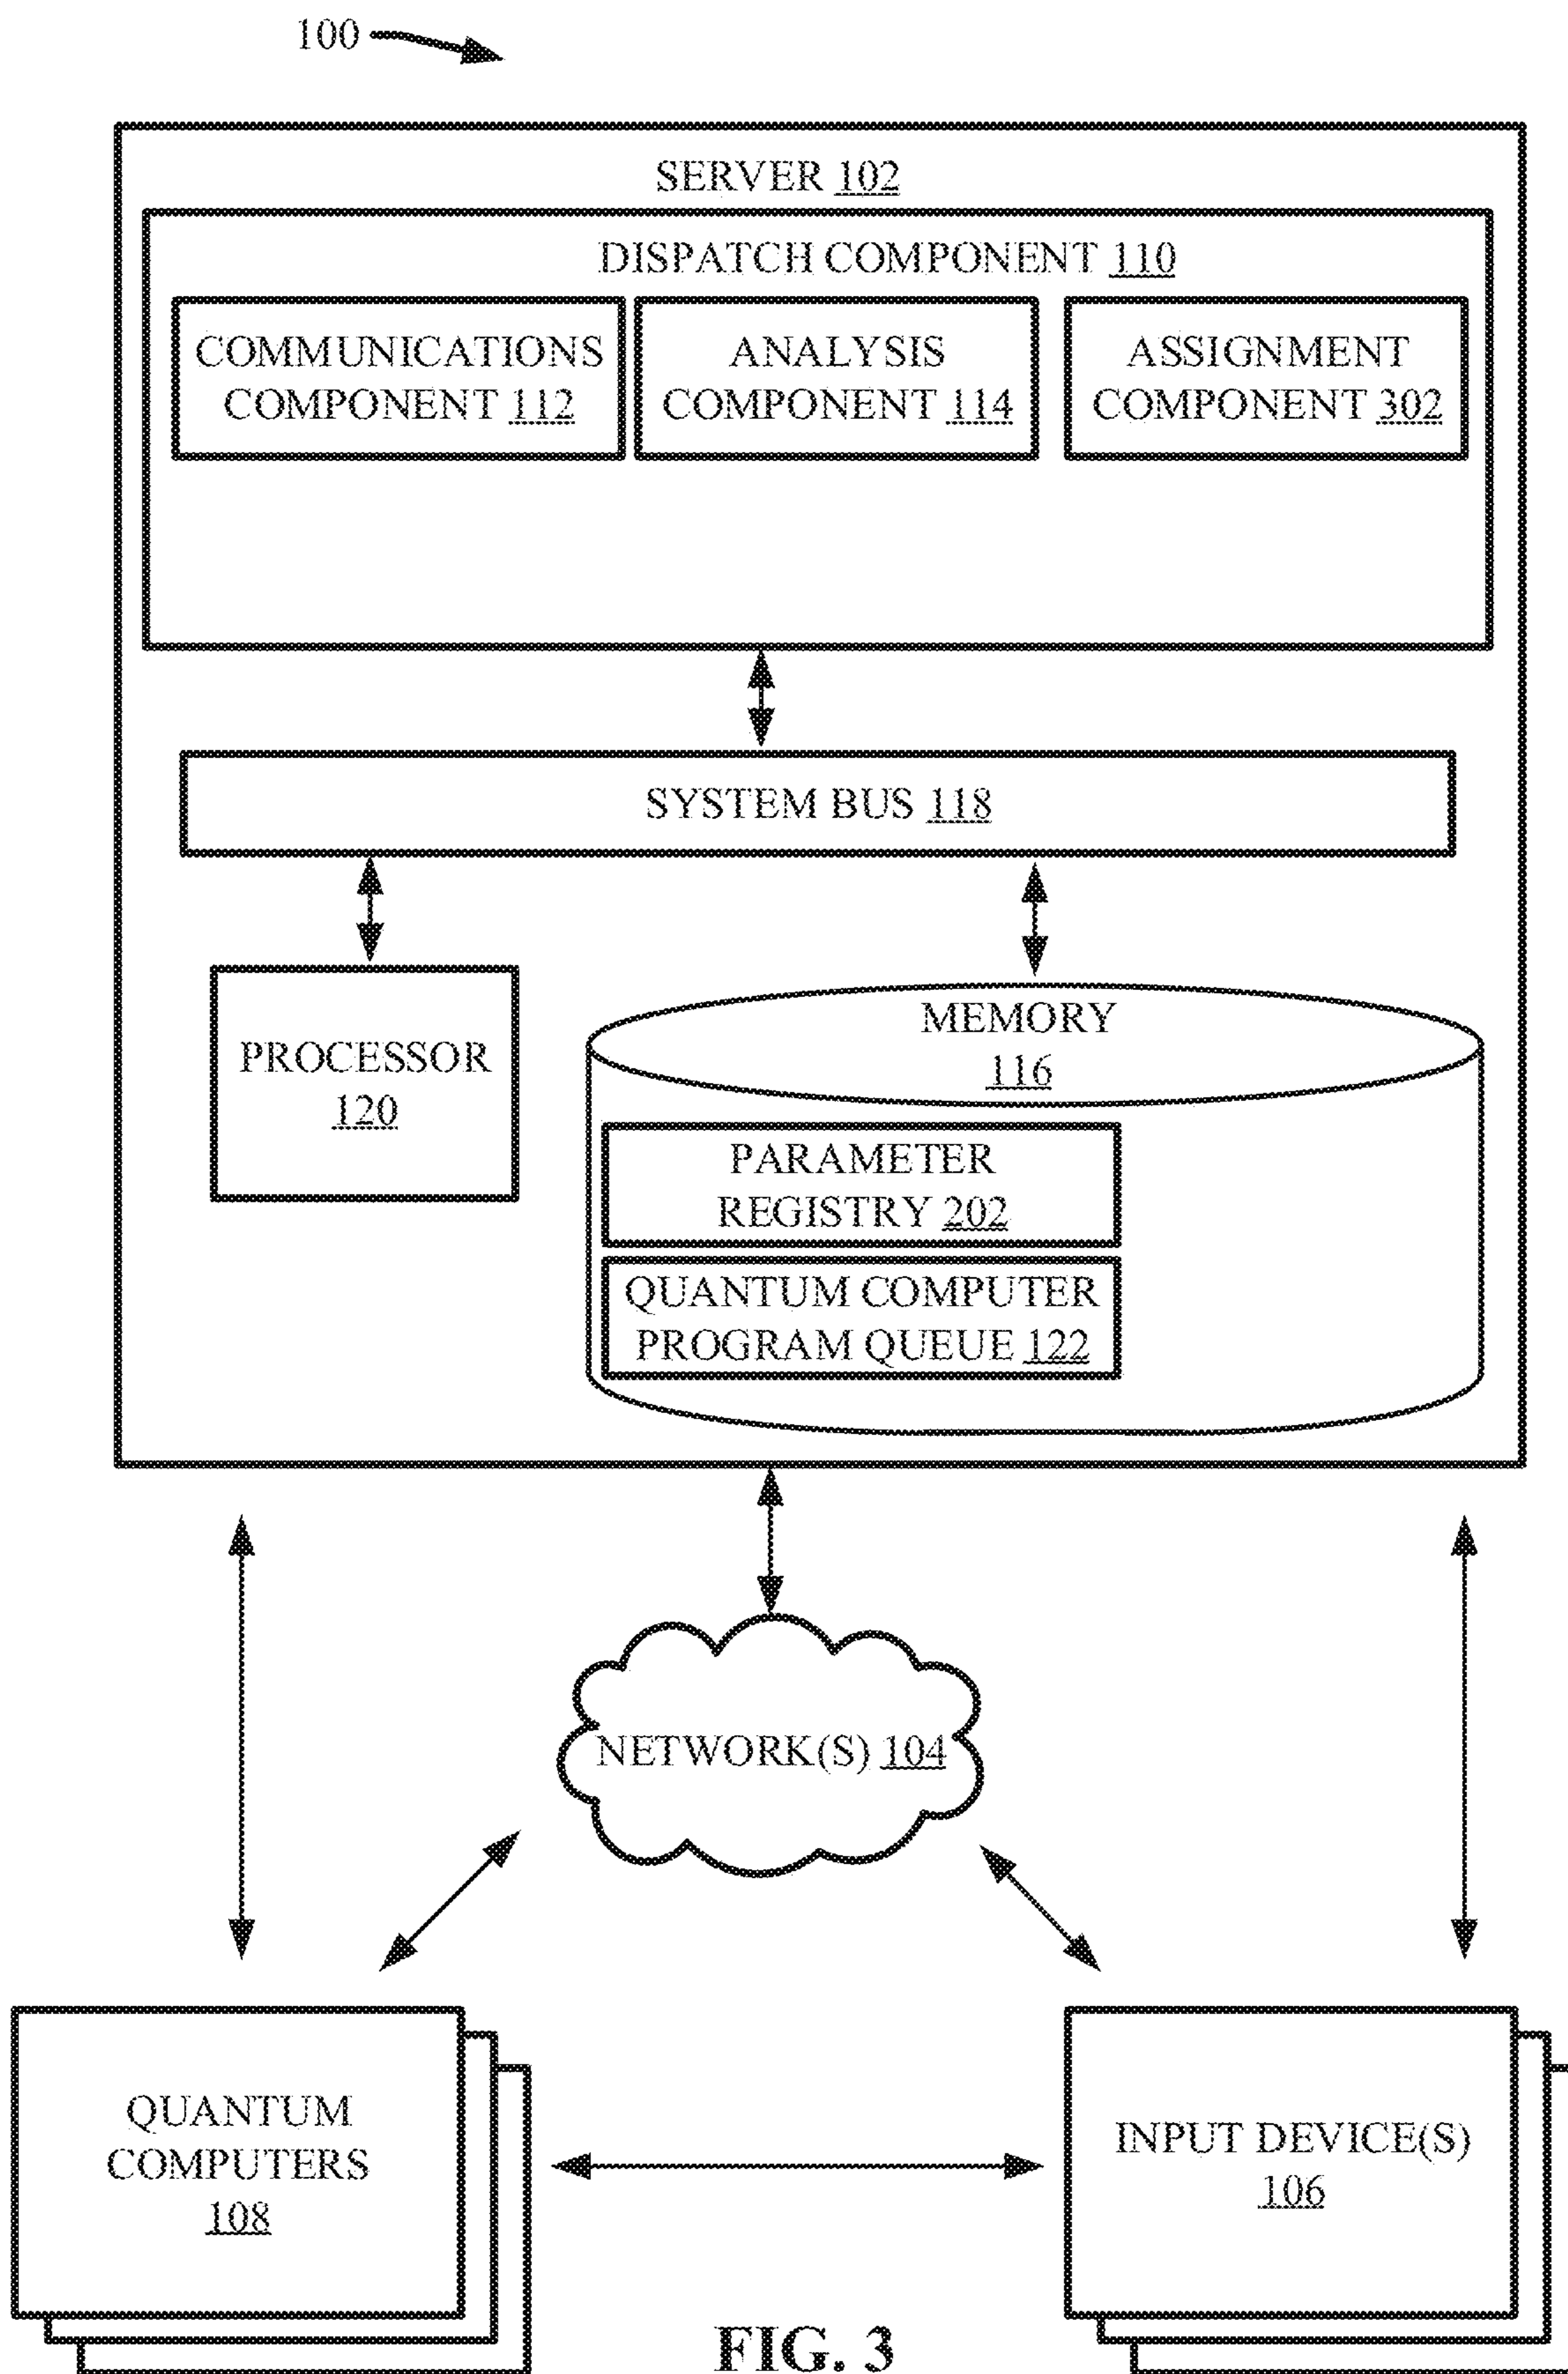 100
SERVER 102
DISPATCH COMPONENT 110
COMMUNICATIONS
COMPONENT 112
ANALYSIS
COMPONENT 114
ASSIGNMENT
COMPONENT 302
SYSTEM BUS 118
PROCESSOR
120
MEMORY
116
PARAMETER
REGISTRY 202
QUANTUM COMPUTER
PROGRAM QUEUE 122
NETWORK(S) 104
QUANTUM
COMPUTERS
108
INPUT DEVICE(S)
106
FIG. 3